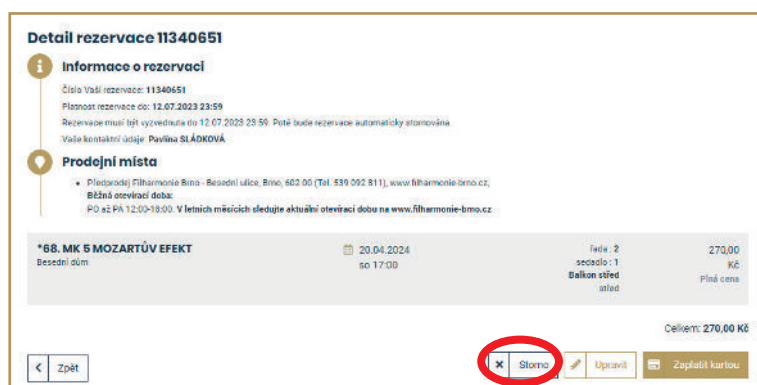 Detail rezervace 11340651
Informace o rezervaci
Číslo Vaší rezervace: 11340651
Platnost rezervace do: 12.07.2023 23:59
Rezervace musí být vyzvednuta do 12.07.2023 23:59. Poté bude rezervace automaticky stornována.
Vaše kontaktní údaje: Pavlína SLÁDKOVÁ
Prodejní místa
Předprodej Filharmonie Brno - Besední ulice, Brno, 602 00 (Tel. 539 092 811), www.filharmonie-brno.cz,
Běžná otevírací doba:
PO až PÁ 12:00-18:00. V letních měsících sledujte aktuální otevírací dobu na www.filharmonie-brno.cz
*68. MK 5 MOZARTŮV EFEKT
Besední dům
20.04.2024
so 17:00
řada : 2
sedadlo : 1
Balkon střed
střed
270,00
Kč
Plná cena
Celkem: 270,00 Kč
Zpět
Storno
Upravit
Zaplatit kartou